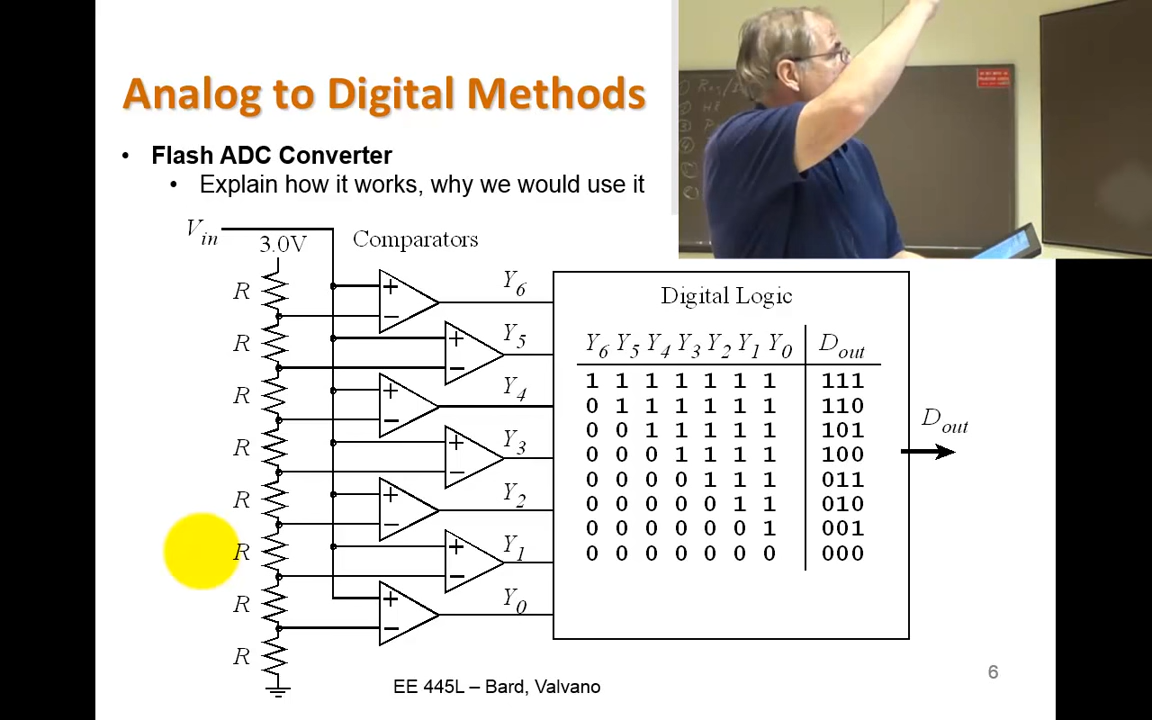 Analog to Digital Methods
• Flash ADC Converter
• Explain how it works, why we would use it
Vin
3.0V
Comparators
R
R
R
R
R
R
R
R
Y6
Y5
Y4
Y3
Y2
Y1
Y0
Digital Logic
Y6 Y5 Y4 Y3 Y2 Y1 Y0 Dout
1 1 1 1 1 1 1 111
0 1 1 1 1 1 1 110
0 0 1 1 1 1 1 101
0 0 0 1 1 1 1 100
0 0 0 0 1 1 1 011
0 0 0 0 0 1 1 010
0 0 0 0 0 0 1 001
0 0 0 0 0 0 0 000
Dout
EE 445L – Bard, Valvano
6